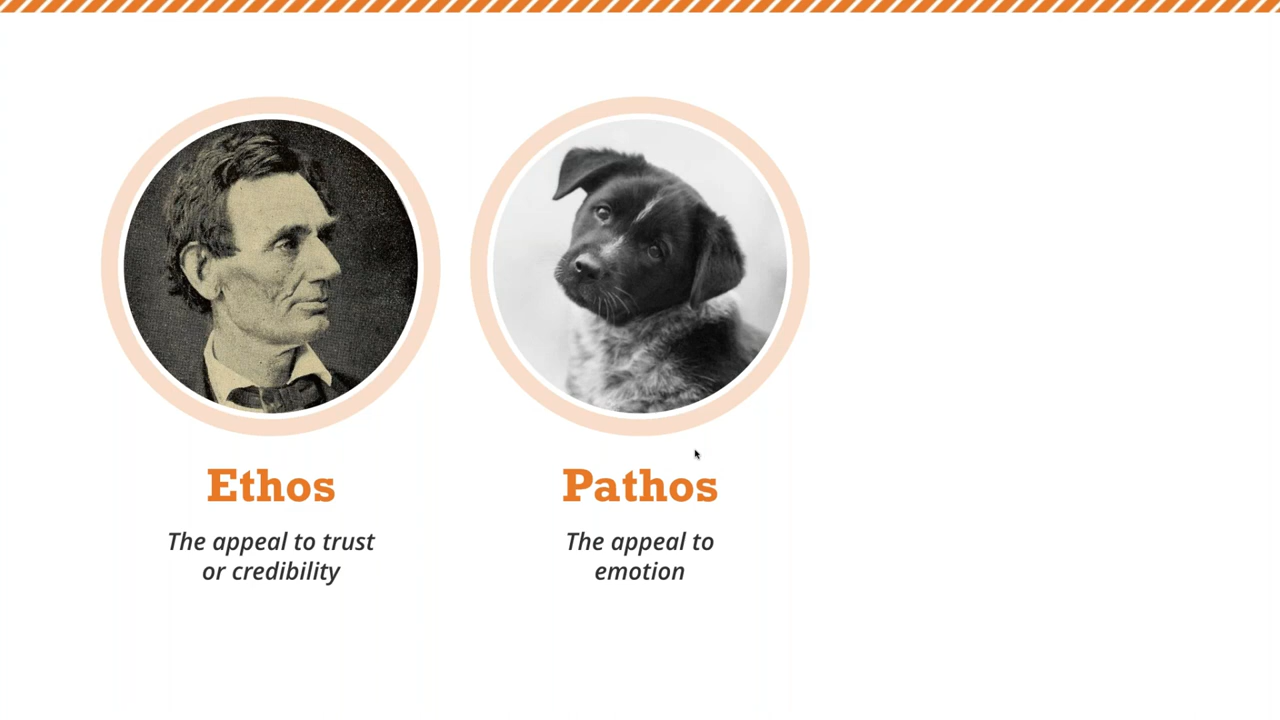 Ethos
The appeal to trust
or credibility
Pathos
The appeal to
emotion